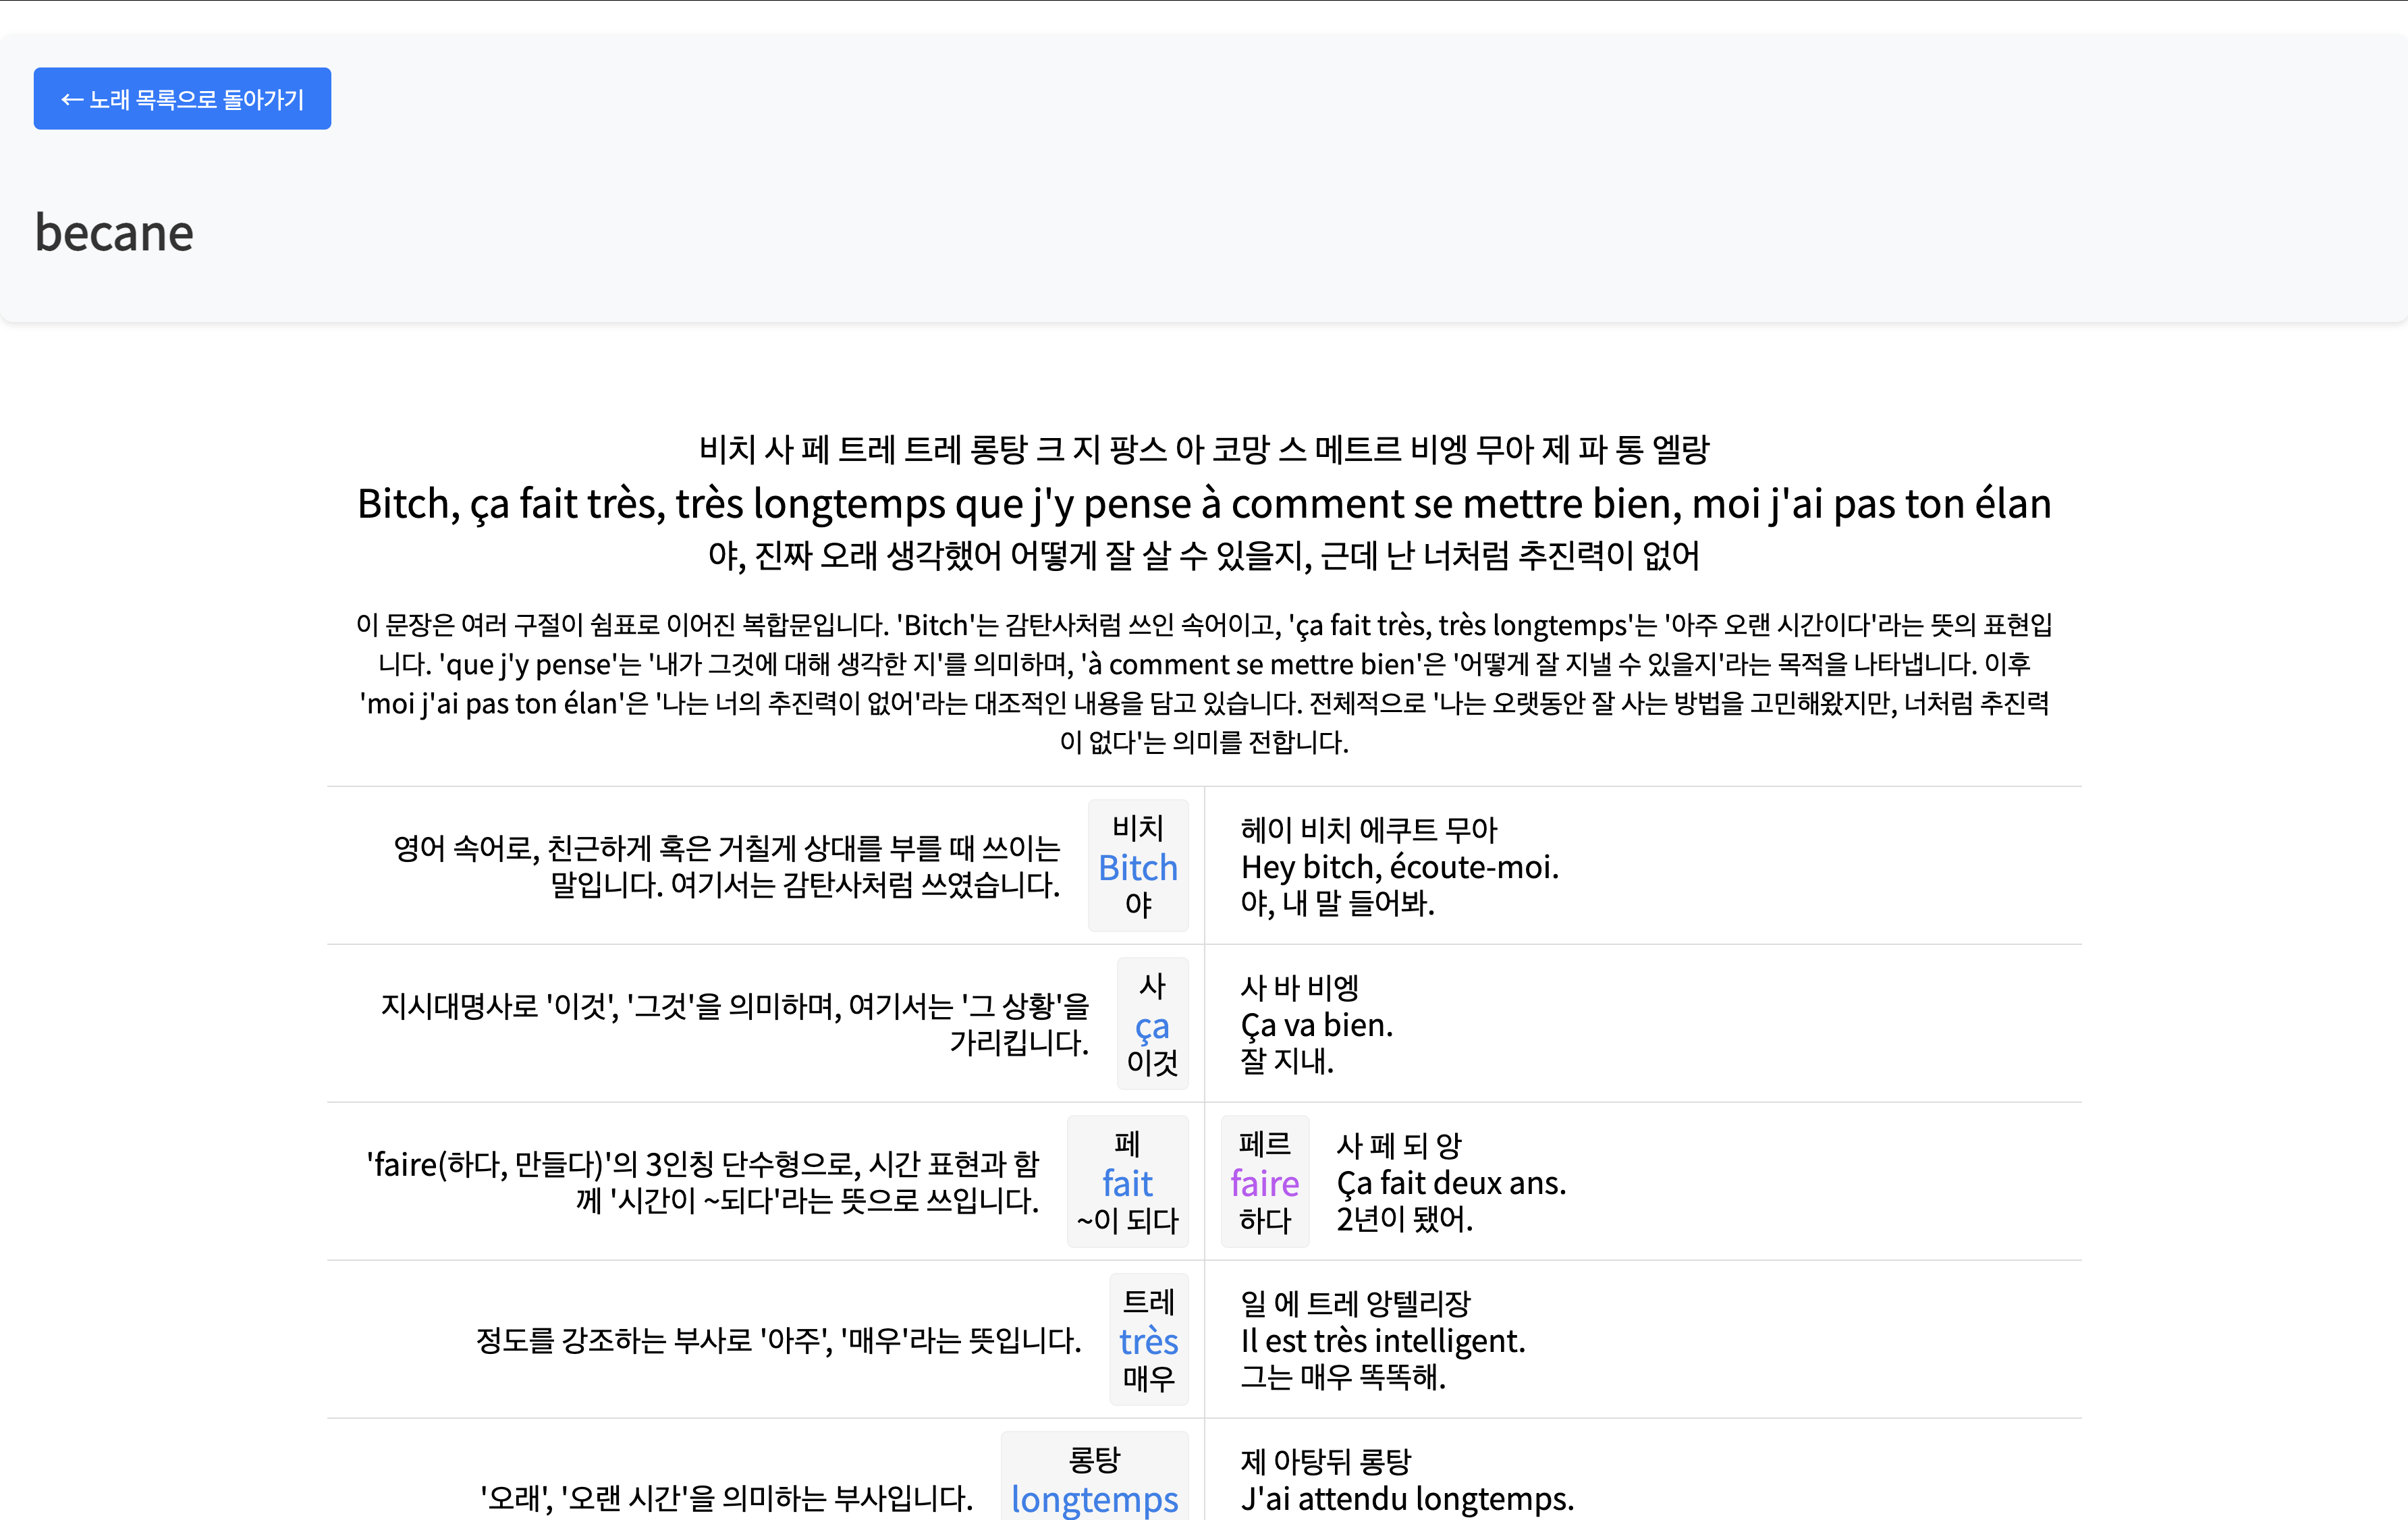 ← 노래 목록으로 돌아가기
becane
비치 사 페 트레 트레 롱탕 크 지 팡스 아 코망 스 메트르 비엥 무아 제 파 통 엘랑
Bitch, ça fait très, très longtemps que j'y pense à comment se mettre bien, moi j'ai pas ton élan
야, 진짜 오래 생각했어 어떻게 잘 살 수 있을지, 근데 난 너처럼 추진력이 없어
이 문장은 여러 구절이 쉼표로 이어진 복합문입니다. 'Bitch'는 감탄사처럼 쓰인 속어이고, 'ça fait très, très longtemps'는 '아주 오랜 시간이다'라는 뜻의 표현입
니다. 'que j'y pense'는 '내가 그것에 대해 생각한 지'를 의미하며, 'à comment se mettre bien'은 '어떻게 잘 지낼 수 있을지'라는 목적을 나타냅니다. 이후
'moi j'ai pas ton élan'은 '나는 너의 추진력이 없어'라는 대조적인 내용을 담고 있습니다. 전체적으로 '나는 오랫동안 잘 사는 방법을 고민해왔지만, 너처럼 추진력
이 없다'는 의미를 전합니다.
영어 속어로, 친근하게 혹은 거칠게 상대를 부를 때 쓰이는
말입니다. 여기서는 감탄사처럼 쓰였습니다.
비치
Bitch
야
헤이 비치 에쿠트 무아
Hey bitch, écoute-moi.
야, 내 말 들어봐.
지시대명사로 '이것', '그것'을 의미하며, 여기서는 '그 상황'을
가리킵니다.
사
ça
이것
사 바 비엥
Ça va bien.
잘 지내.
'faire(하다, 만들다)'의 3인칭 단수형으로, 시간 표현과 함
께 '시간이 ~되다'라는 뜻으로 쓰입니다.
페
fait
~이 되다
페르
faire
하다
사 페 되 앙
Ça fait deux ans.
2년이 됐어.
정도를 강조하는 부사로 '아주', '매우'라는 뜻입니다.
트레
très
매우
일 에 트레 앙텔리장
Il est très intelligent.
그는 매우 똑똑해.
'오래', '오랜 시간'을 의미하는 부사입니다.
롱탕
longtemps
제 아탕뒤 롱탕
J'ai attendu longtemps.